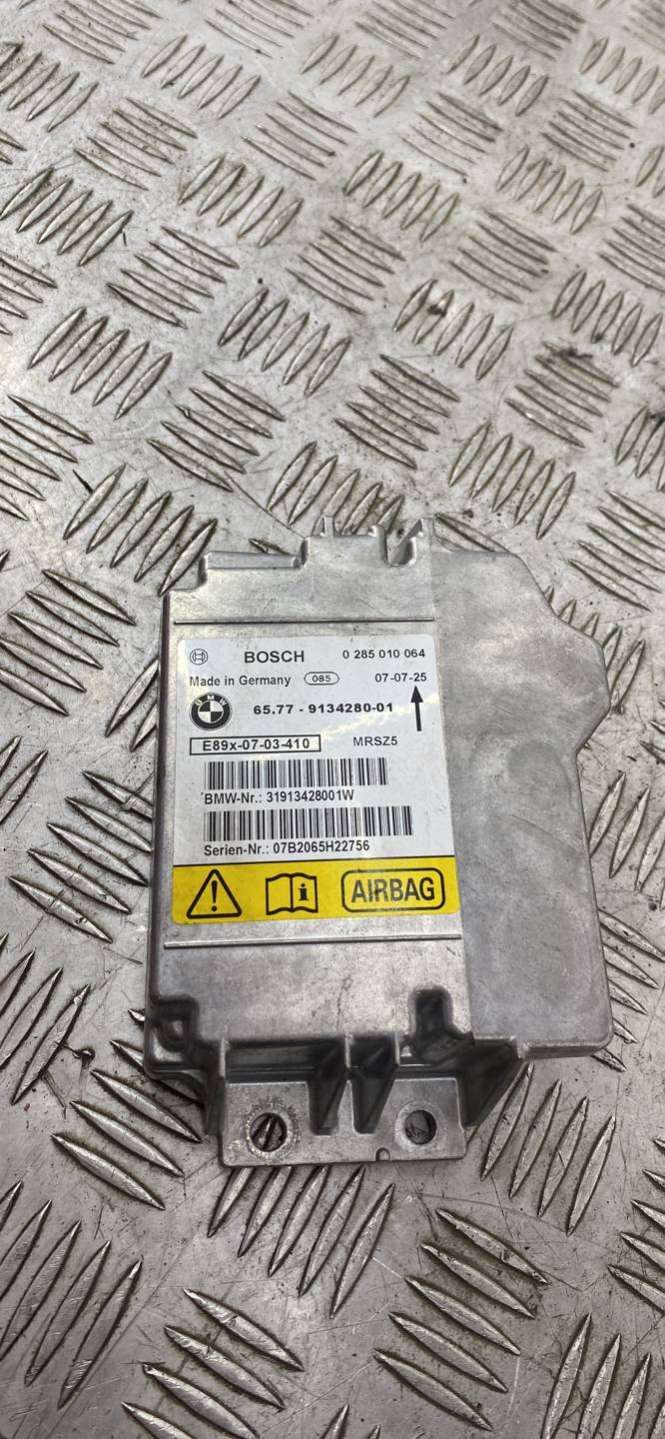 BOSCH 0 285 010 064
Made in Germany 085 07-07-25
BMW 65.77 - 9134280-01
E89x-07-03-410 MRSZ5
BMW-Nr.: 31913428001W
Serien-Nr.: 07B2065H22756
! i AIRBAG